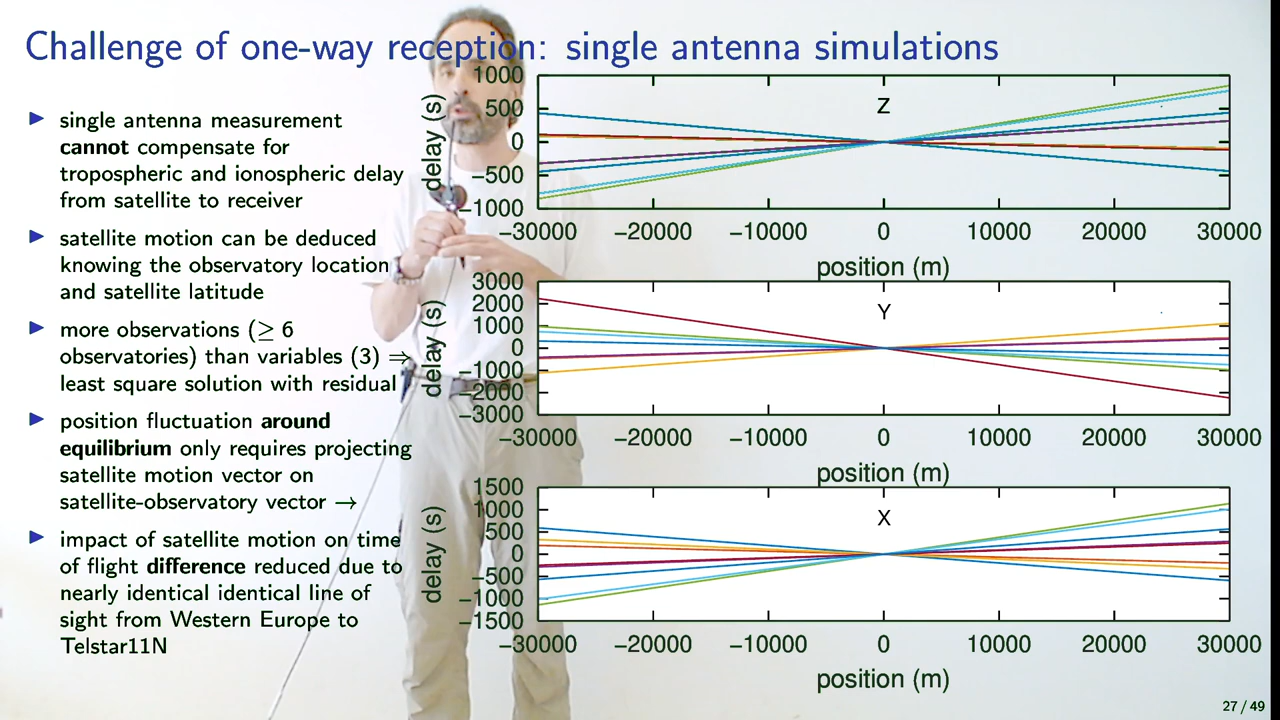 Challenge of one-way reception: single antenna simulations
▶ single antenna measurement
cannot compensate for
tropospheric and ionospheric delay
from satellite to receiver
▶ satellite motion can be deduced
knowing the observatory location
and satellite latitude
▶ more observations (≥ 6
observatories) than variables (3) ⇒
least square solution with residual
▶ position fluctuation around
equilibrium only requires projecting
satellite motion vector on
satellite-observatory vector →
▶ impact of satellite motion on time
of flight difference reduced due to
nearly identical identical line of
sight from Western Europe to
Telstar11N
1000
500
0
−500
−1000
delay (s)
Z
−30000 −20000 −10000 0 10000 20000 30000
position (m)
3000
2000
1000
0
−1000
−2000
−3000
delay (s)
Y
−30000 −20000 −10000 0 10000 20000 30000
position (m)
1500
1000
500
0
−500
−1000
−1500
delay (s)
X
−30000 −20000 −10000 0 10000 20000 30000
position (m)
27 / 49